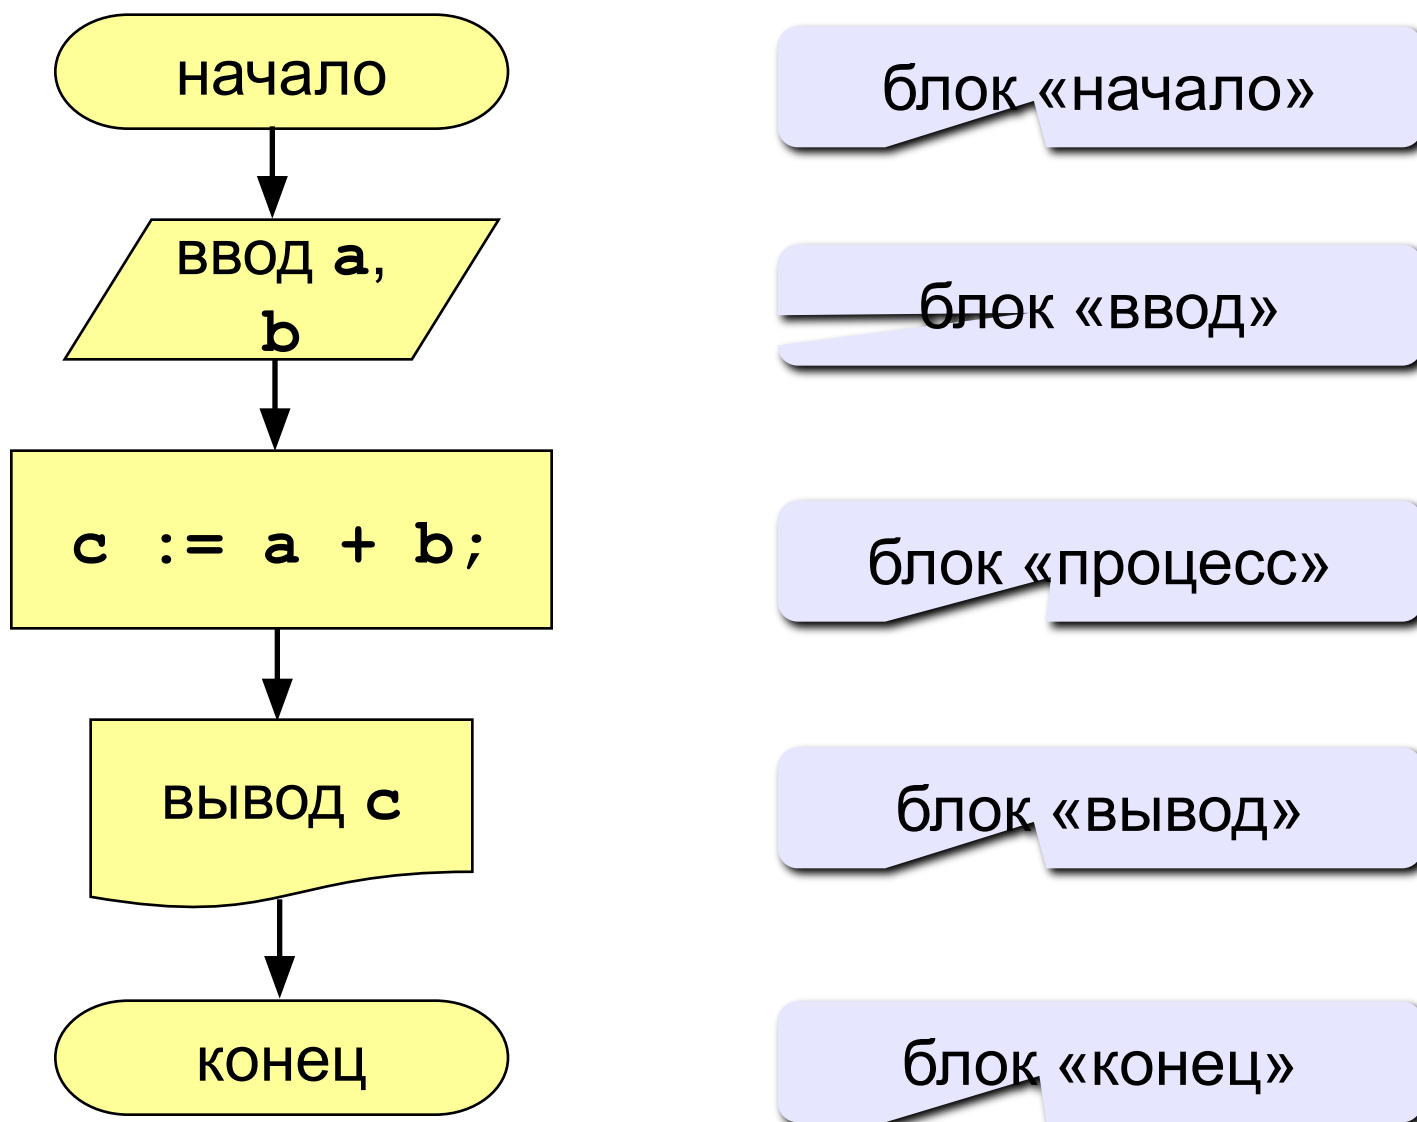 начало
блок «начало»
ввод a,
b
блок «ввод»
c := a + b;
блок «процесс»
вывод c
блок «вывод»
конец
блок «конец»